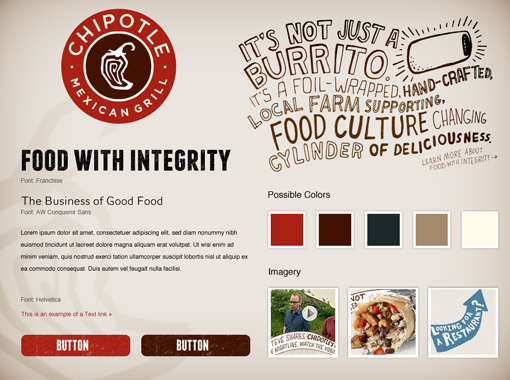 CHIPOTLE
MEXICAN GRILL
FOOD WITH INTEGRITY
Font: Franchise
The Business of Good Food
Font: AW Conqueror Sans
Lorem ipsum dolor sit amet, consectetuer adipiscing elit, sed diam nonummy nibh
euismod tincidunt ut laoreet dolore magna aliquam erat volutpat. Ut wisi enim ad
minim veniam, quis nostrud exerci tation ullamcorper suscipit lobortis nisl ut aliquip ex
ea commodo consequat. Duis autem vel feugait nulla facilisi.
Font: Helvetica
This is an example of a Text link »
BUTTON
BUTTON
IT'S NOT JUST A
BURRITO.
IT'S A FOIL-WRAPPED, HAND-CRAFTED,
LOCAL FARM SUPPORTING,
FOOD CULTURE CHANGING
CYLINDER OF DELICIOUSNESS.
LEARN MORE ABOUT
FOOD WITH INTEGRITY →
Possible Colors
Imagery
STEVE SHARES CHIPOTLE'S
NIGHTLINE. WATCH THE VIDEO
NOT
LOOKING FOR
A RESTAURANT?